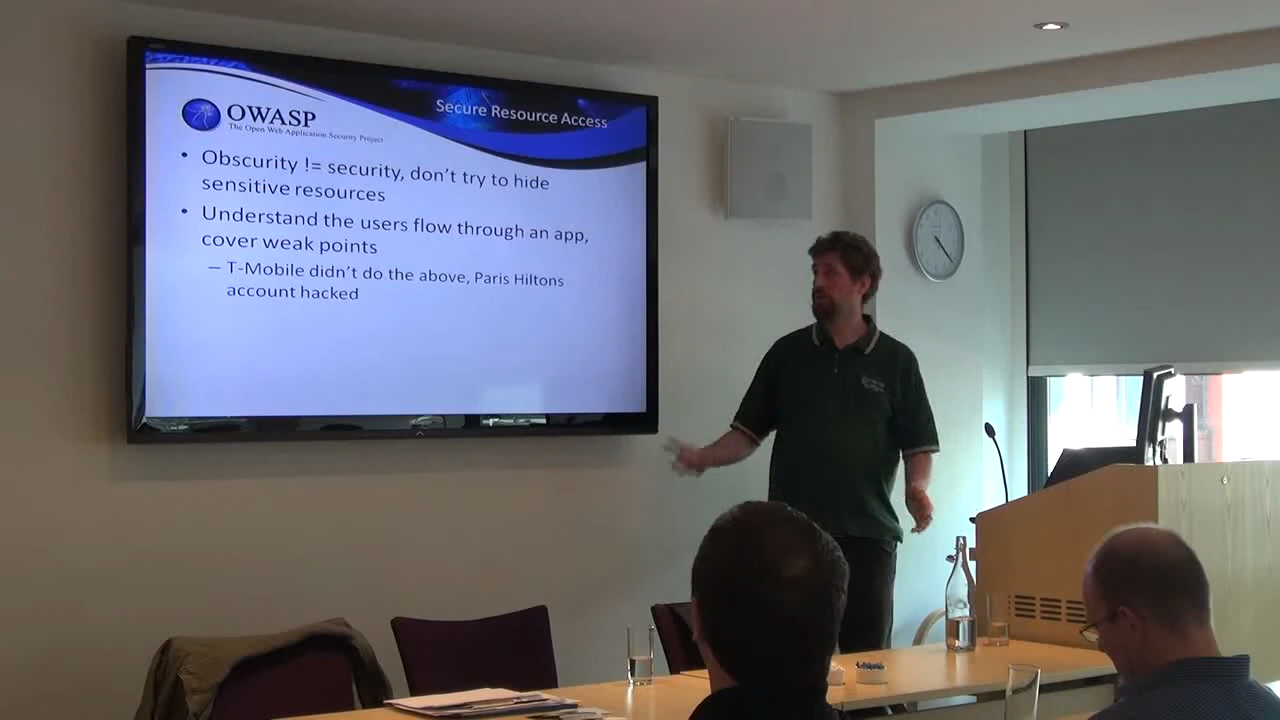 Secure Resource Access
OWASP
The Open Web Application Security Project
• Obscurity != security, don't try to hide
sensitive resources
• Understand the users flow through an app,
cover weak points
– T-Mobile didn't do the above, Paris Hiltons
account hacked